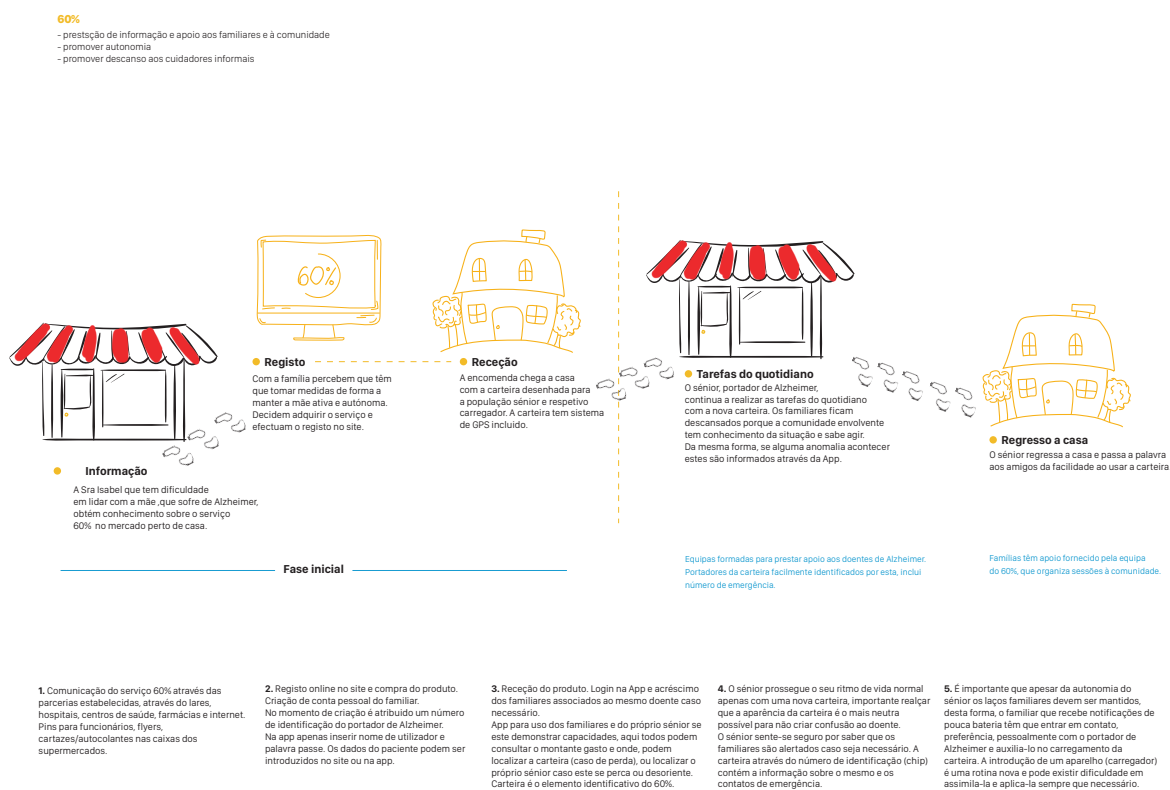 60%
- prestsção de informação e apoio aos familiares e à comunidade
- promover autonomia
- promover descanso aos cuidadores informais
60%
Informação
A Sra Isabel que tem dificuldade
em lidar com a mãe ,que sofre de Alzheimer,
obtém conhecimento sobre o serviço
60% no mercado perto de casa.
Registo
Com a família percebem que têm
que tomar medidas de forma a
manter a mãe ativa e autónoma.
Decidem adquirir o serviço e
efectuam o registo no site.
Receção
A encomenda chega a casa
com a carteira desenhada para
a população sénior e respetivo
carregador. A carteira tem sistema
de GPS incluido.
Tarefas do quotidiano
O sénior, portador de Alzheimer,
continua a realizar as tarefas do quotidiano
com a nova carteira. Os familiares ficam
descansados porque a comunidade envolvente
tem conhecimento da situação e sabe agir.
Da mesma forma, se alguma anomalia acontecer
estes são informados através da App.
Regresso a casa
O sénior regressa a casa e passa a palavra
aos amigos da facilidade ao usar a carteira
Fase inicial
Equipas formadas para prestar apoio aos doentes de Alzheimer.
Portadores da carteira facilmente identificados por esta, inclui
número de emergência.
Famílias têm apoio fornecido pela equipa
do 60%, que organiza sessões à comunidade.
1. Comunicação do serviço 60% através das
parcerias estabelecidas, através do lares,
hospitais, centros de saúde, farmácias e internet.
Pins para funcionários, flyers,
cartazes/autocolantes nas caixas dos
supermercados.
2. Registo online no site e compra do produto.
Criação de conta pessoal do familiar.
No momento de criação é atribuido um número
de identificação do portador de Alzheimer.
Na app apenas inserir nome de utilizador e
palavra passe. Os dados do paciente podem ser
introduzidos no site ou na app.
3. Receção do produto. Login na App e acréscimo
dos familiares associados ao mesmo doente caso
necessário.
App para uso dos familiares e do próprio sénior se
este demonstrar capacidades, aqui todos podem
consultar o montante gasto e onde, podem
localizar a carteira (caso de perda), ou localizar o
próprio sénior caso este se perca ou desoriente.
Carteira é o elemento identificativo do 60%.
4. O sénior prossegue o seu ritmo de vida normal
apenas com uma nova carteira, importante realçar
que a aparência da carteira é o mais neutra
possível para não criar confusão ao doente.
O sénior sente-se seguro por saber que os
familiares são alertados caso seja necessário. A
carteira através do número de identificação (chip)
contém a informação sobre o mesmo e os
contatos de emergência.
5. É importante que apesar da autonomia do
sénior os laços familiares devem ser mantidos,
desta forma, o familiar que recebe notificações de
pouca bateria têm que entrar em contato,
preferência, pessoalmente com o portador de
Alzheimer e auxilia-lo no carregamento da
carteira. A introdução de um aparelho (carregador)
é uma rotina nova e pode existir dificuldade em
assimila-la e aplica-la sempre que necessário.